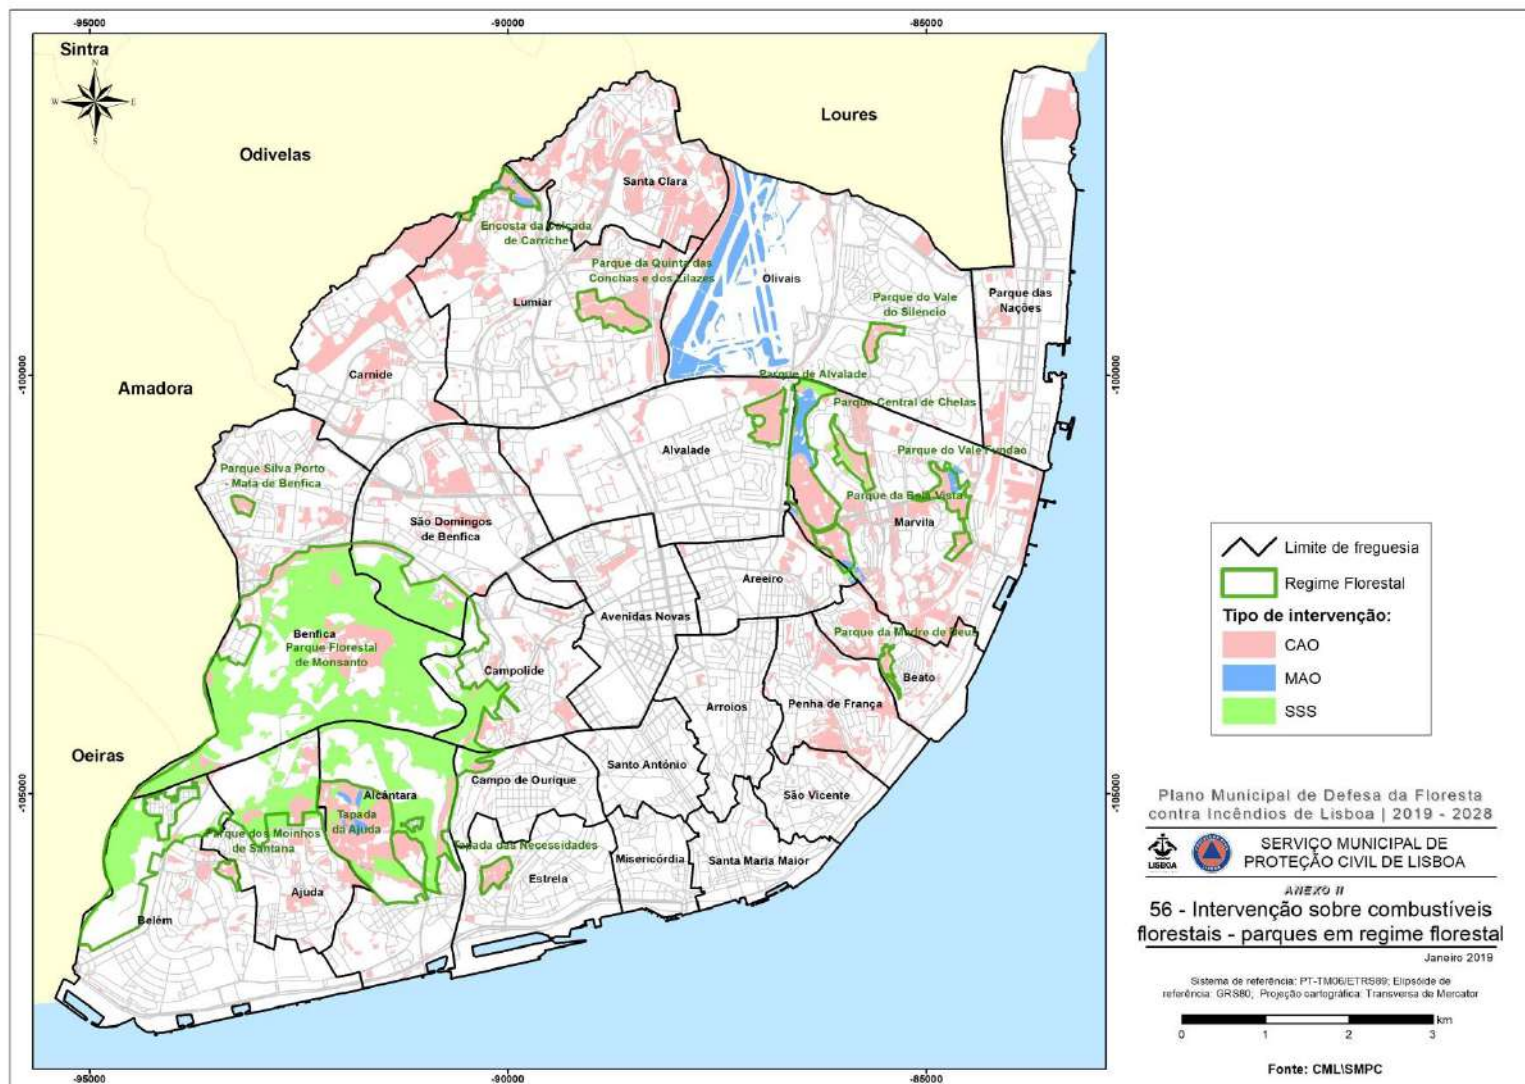 -95000
-90000
-85000
Sintra
N
W
E
S
Loures
Odivelas
Santa Clara
Encosta da Calçada
de Carriche
Parque da Quinta das
Conchas e dos Lilazes
Olivais
Lumiar
Parque das
Nações
Parque do Vale
do Silencio
-100000
-100000
Carnide
Amadora
Parque de Alvalade
Parque Central de Chelas
Alvalade
Parque do Vale Fundão
Parque Silva Porto
- Mata de Benfica
Parque da Bela Vista
São Domingos
de Benfica
Marvila
Areeiro
Avenidas Novas
Benfica
Parque Florestal
de Monsanto
Parque da Madre de Deus
Campolide
Beato
Arroios
Penha de França
Oeiras
Santo António
Campo de Ourique
Alcântara
São Vicente
-105000
-105000
Tapada
da Ajuda
Parque dos Moinhos
de Santana
Tapada das Necessidades
Misericórdia
Santa Maria Maior
Estrela
Ajuda
Belém
-95000
-90000
-85000
Limite de freguesia
Regime Florestal
Tipo de intervenção:
CAO
MAO
SSS
Plano Municipal de Defesa da Floresta
contra Incêndios de Lisboa | 2019 - 2028
LISBOA
SERVIÇO MUNICIPAL DE
PROTEÇÃO CIVIL DE LISBOA
ANEXO II
56 - Intervenção sobre combustíveis
florestais - parques em regime florestal
Janeiro 2019
Sistema de referência: PT-TM06/ETRS89; Elipsóide de
referência: GRS80; Projeção cartográfica: Transversa de Mercator
km
0
1
2
3
Fonte: CML\SMPC